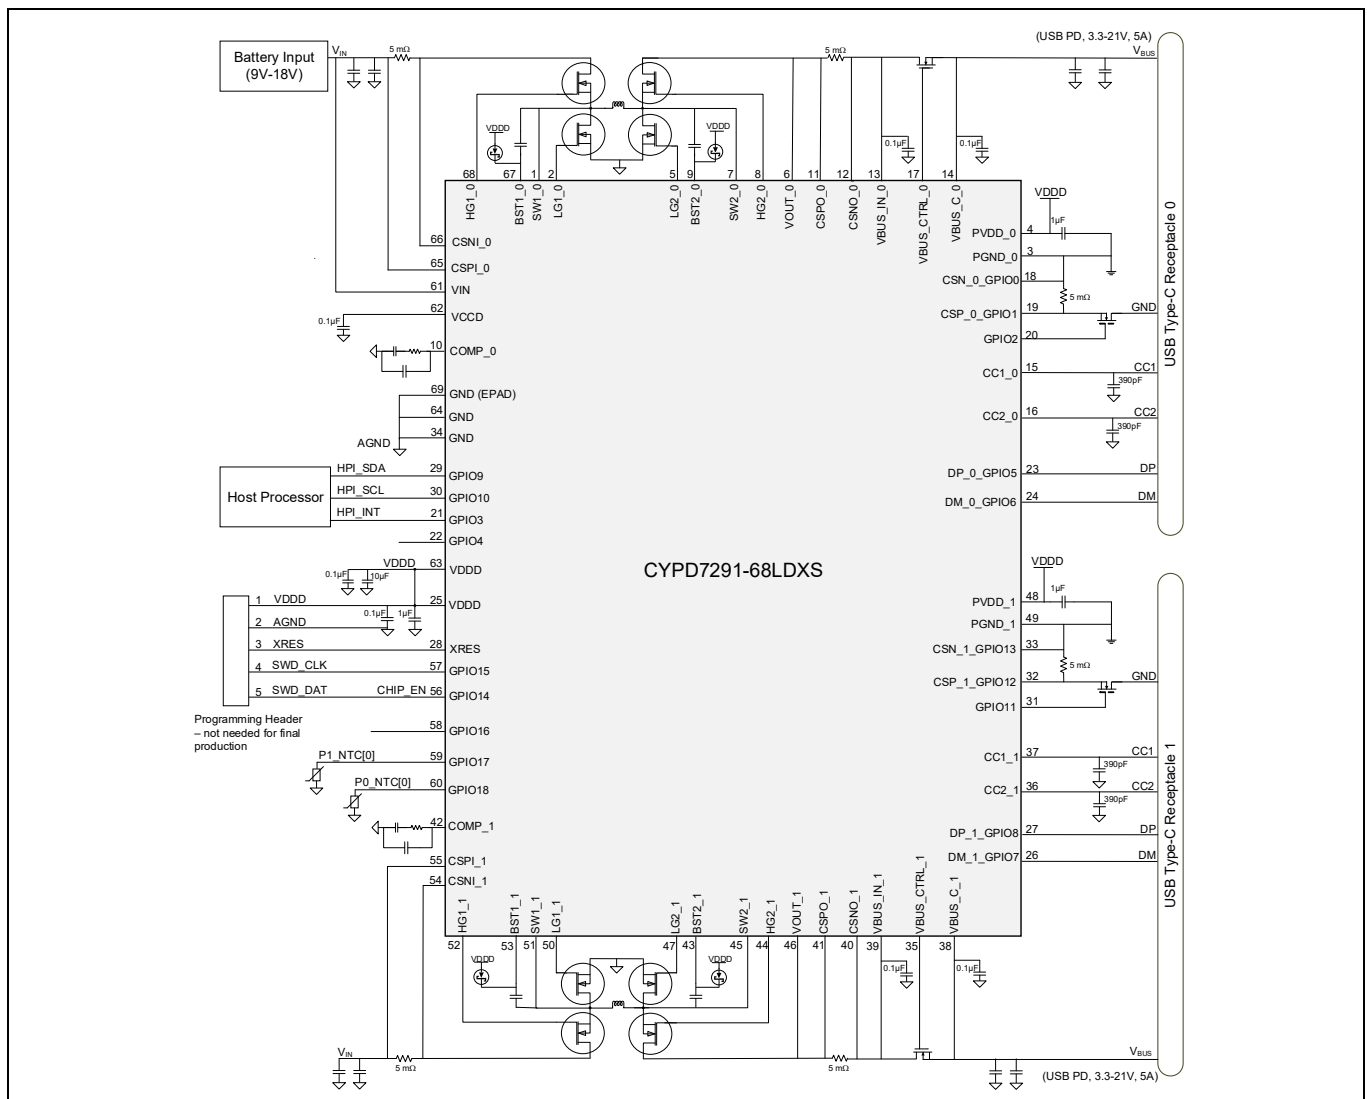 (USB PD, 3.3-21V, 5A)
Battery Input
(9V-18V)
VIN
5 mΩ
5 mΩ
VBUS
VDDD
VDDD
0.1µF
0.1µF
68
67
1
2
5
9
7
8
6
11
12
13
17
14
HG1_0
BST1_0
SW1_0
LG1_0
LG2_0
BST2_0
SW2_0
HG2_0
VOUT_0
CSPO_0
CSNO_0
VBUS_IN_0
VBUS_CTRL_0
VBUS_C_0
66 CSNI_0
65 CSPI_0
61 VIN
62 VCCD
0.1µF
10 COMP_0
69 GND (EPAD)
64 GND
34 GND
AGND
Host Processor
HPI_SDA 29 GPIO9
HPI_SCL 30 GPIO10
HPI_INT 21 GPIO3
22 GPIO4
VDDD 63 VDDD
0.1µF 10µF
1 VDDD 25 VDDD
0.1µF 1µF
2 AGND
3 XRES 28 XRES
4 SWD_CLK 57 GPIO15
5 SWD_DAT CHIP_EN 56 GPIO14
Programming Header
– not needed for final
production
58 GPIO16
P1_NTC[0] 59 GPIO17
P0_NTC[0] 60 GPIO18
42 COMP_1
55 CSPI_1
54 CSNI_1
CYPD7291-68LDXS
VDDD
1µF
PVDD_0 4
PGND_0 3
CSN_0_GPIO0 18
5 mΩ
CSP_0_GPIO1 19 GND
GPIO2 20
CC1_0 15 CC1
390pF
CC2_0 16 CC2
390pF
DP_0_GPIO5 23 DP
DM_0_GPIO6 24 DM
USB Type-C Receptacle 0
VDDD
1µF
PVDD_1 48
PGND_1 49
CSN_1_GPIO13 33
5 mΩ
CSP_1_GPIO12 32 GND
GPIO11 31
CC1_1 37 CC1
390pF
CC2_1 36 CC2
390pF
DP_1_GPIO8 27 DP
DM_1_GPIO7 26 DM
USB Type-C Receptacle 1
HG1_1
BST1_1
SW1_1
LG1_1
LG2_1
BST2_1
SW2_1
HG2_1
VOUT_1
CSPO_1
CSNO_1
VBUS_IN_1
VBUS_CTRL_1
VBUS_C_1
52
53
51
50
47
43
45
44
46
41
40
39
35
38
VDDD
VDDD
0.1µF
0.1µF
VIN
5 mΩ
5 mΩ
VBUS
(USB PD, 3.3-21V, 5A)